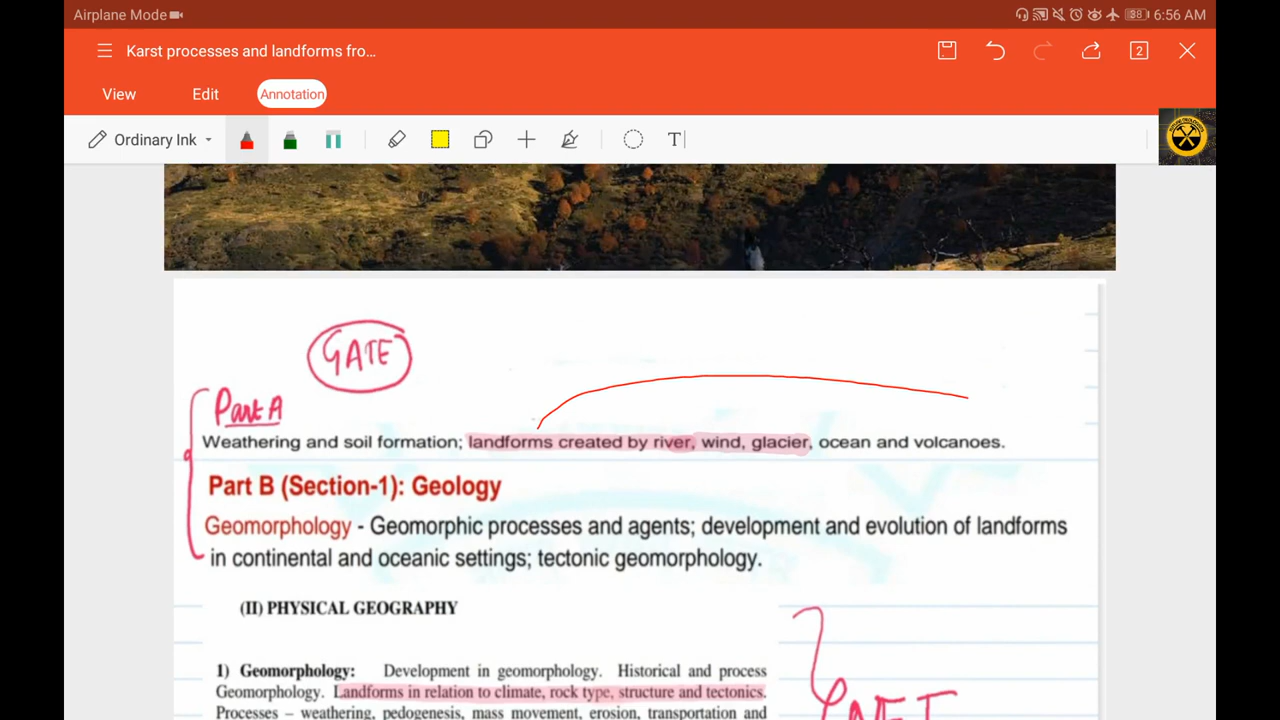 Airplane Mode
38 6:56 AM
Karst processes and landforms fro...
2
View Edit Annotation
Ordinary Ink
T
GATE
Part A
Weathering and soil formation; landforms created by river, wind, glacier, ocean and volcanoes.
Part B (Section-1): Geology
Geomorphology - Geomorphic processes and agents; development and evolution of landforms
in continental and oceanic settings; tectonic geomorphology.
(II) PHYSICAL GEOGRAPHY
1) Geomorphology: Development in geomorphology. Historical and process
Geomorphology. Landforms in relation to climate, rock type, structure and tectonics.
Processes – weathering, pedogenesis, mass movement, erosion, transportation and